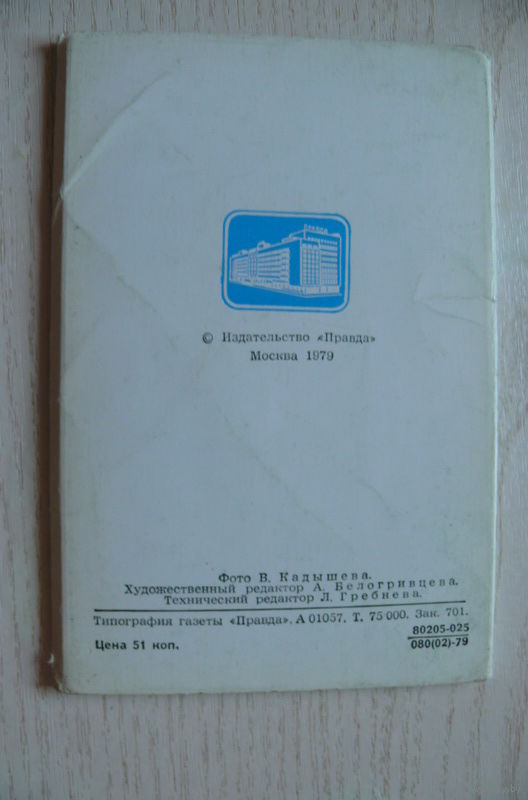 ПРАВДА
© Издательство «Правда»
Москва 1979
Фото В. Кадышева.
Художественный редактор А. Белогривцева.
Технический редактор Л. Гребнева.
Типография газеты «Правда». А 01057. Т. 75 000. Зак. 701.
Цена 51 коп.
80205-025
080(02)-79